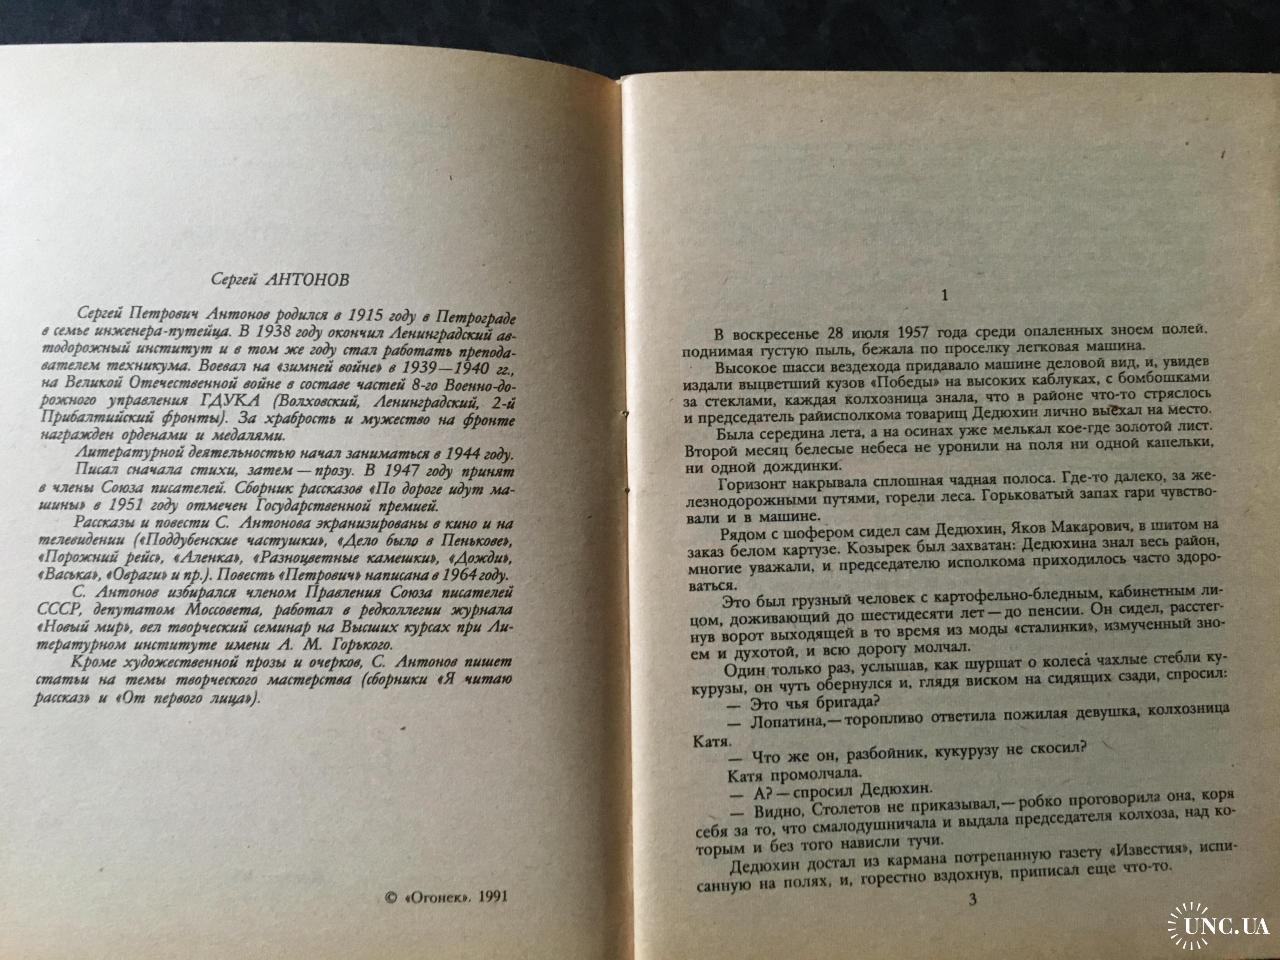 Сергей АНТОНОВ
Сергей Петрович Антонов родился в 1915 году в Петрограде
в семье инженера-путейца. В 1938 году окончил Ленинградский ав-
тодорожный институт и в том же году стал работать препода-
вателем техникума. Воевал на «зимней войне» в 1939—1940 гг.,
на Великой Отечественной войне в составе частей 8-го Военно-до-
рожного управления ГДУКА (Волховский, Ленинградский, 2-й
Прибалтийский фронты). За храбрость и мужество на фронте
награжден орденами и медалями.
Литературной деятельностью начал заниматься в 1944 году.
Писал сначала стихи, затем — прозу. В 1947 году принят
в члены Союза писателей. Сборник рассказов «По дороге идут ма-
шины» в 1951 году отмечен Государственной премией.
Рассказы и повести С. Антонова экранизированы в кино и на
телевидении («Поддубенские частушки», «Дело было в Пенькове»,
«Порожний рейс», «Аленка», «Разноцветные камешки», «Дожди»,
«Васька», «Овраги» и пр.). Повесть «Петрович» написана в 1964 году.
С. Антонов избирался членом Правления Союза писателей
СССР, депутатом Моссовета, работал в редколлегии журнала
«Новый мир», вел творческий семинар на Высших курсах при Ли-
тературном институте имени А. М. Горького.
Кроме художественной прозы и очерков, С. Антонов пишет
статьи на темы творческого мастерства (сборники «Я читаю
рассказ» и «От первого лица»).
© «Огонек». 1991
1
В воскресенье 28 июля 1957 года среди опаленных зноем полей,
поднимая густую пыль, бежала по проселку легковая машина.
Высокое шасси вездехода придавало машине деловой вид, и, увидев
издали выцветший кузов «Победы» на высоких каблуках, с бомбошками
за стеклами, каждая колхозница знала, что в районе что-то стряслось
и председатель райисполкома товарищ Дедюхин лично выехал на место.
Была середина лета, а на осинах уже мелькал кое-где золотой лист.
Второй месяц белесые небеса не уронили на поля ни одной капельки,
ни одной дождинки.
Горизонт накрывала сплошная чадная полоса. Где-то далеко, за же-
лезнодорожными путями, горели леса. Горьковатый запах гари чувство-
вали и в машине.
Рядом с шофером сидел сам Дедюхин, Яков Макарович, в шитом на
заказ белом картузе. Козырек был захватан: Дедюхина знал весь район,
многие уважали, и председателю исполкома приходилось часто здоро-
ваться.
Это был грузный человек с картофельно-бледным, кабинетным ли-
цом, доживающий до шестидесяти лет — до пенсии. Он сидел, расстег-
нув ворот выходящей в то время из моды «сталинки», измученный зно-
ем и духотой, и всю дорогу молчал.
Один только раз, услышав, как шуршат о колеса чахлые стебли ку-
курузы, он чуть обернулся и, глядя виском на сидящих сзади, спросил:
— Это чья бригада?
— Лопатина,— торопливо ответила пожилая девушка, колхозница
Катя.
— Что же он, разбойник, кукурузу не скосил?
Катя промолчала.
— А? — спросил Дедюхин.
— Видно, Столетов не приказывал,— робко проговорила она, коря
себя за то, что смалодушничала и выдала председателя колхоза, над ко-
торым и без того нависли тучи.
Дедюхин достал из кармана потрепанную газету «Известия», испи-
санную на полях, и, горестно вздохнув, приписал еще что-то.
3
UNC.UA